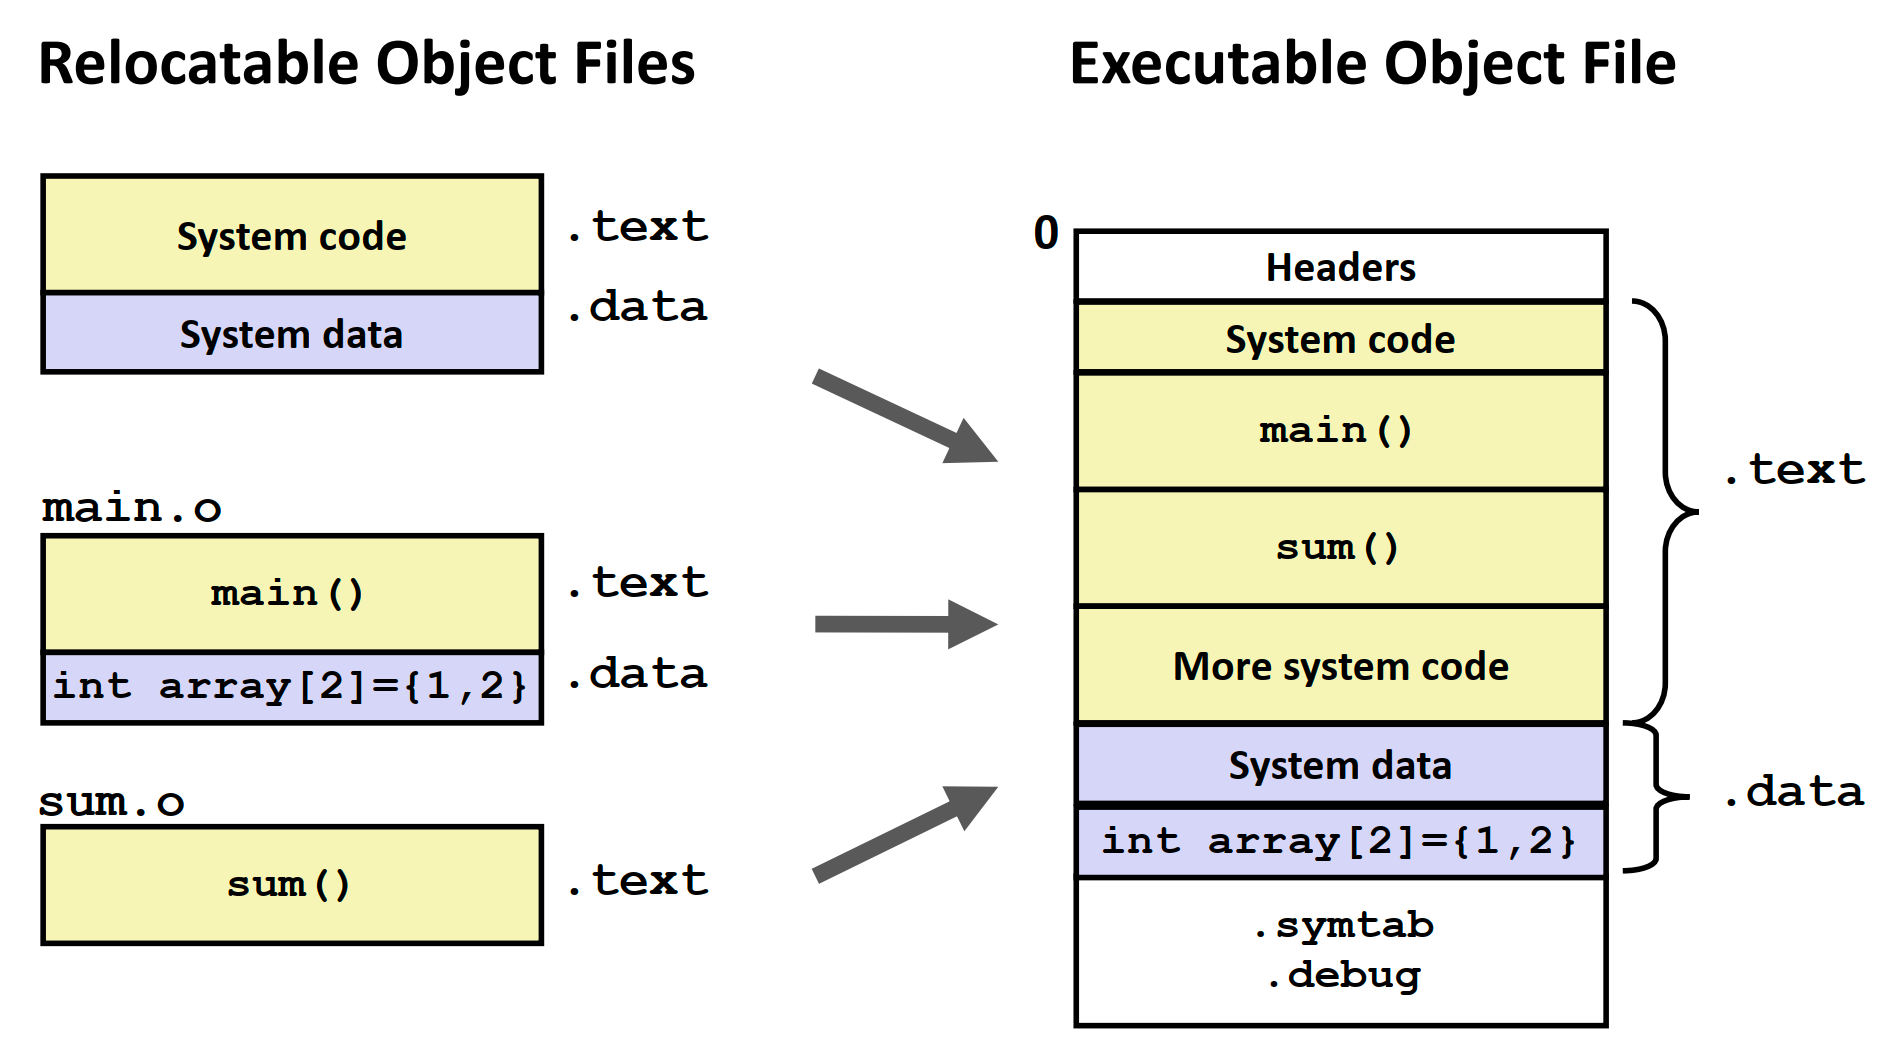 Relocatable Object Files
System code
.text
System data
.data
main.o
main()
.text
int array[2]={1,2}
.data
sum.o
sum()
.text
Executable Object File
0
Headers
System code
main()
sum()
More system code
.text
System data
int array[2]={1,2}
.data
.symtab
.debug